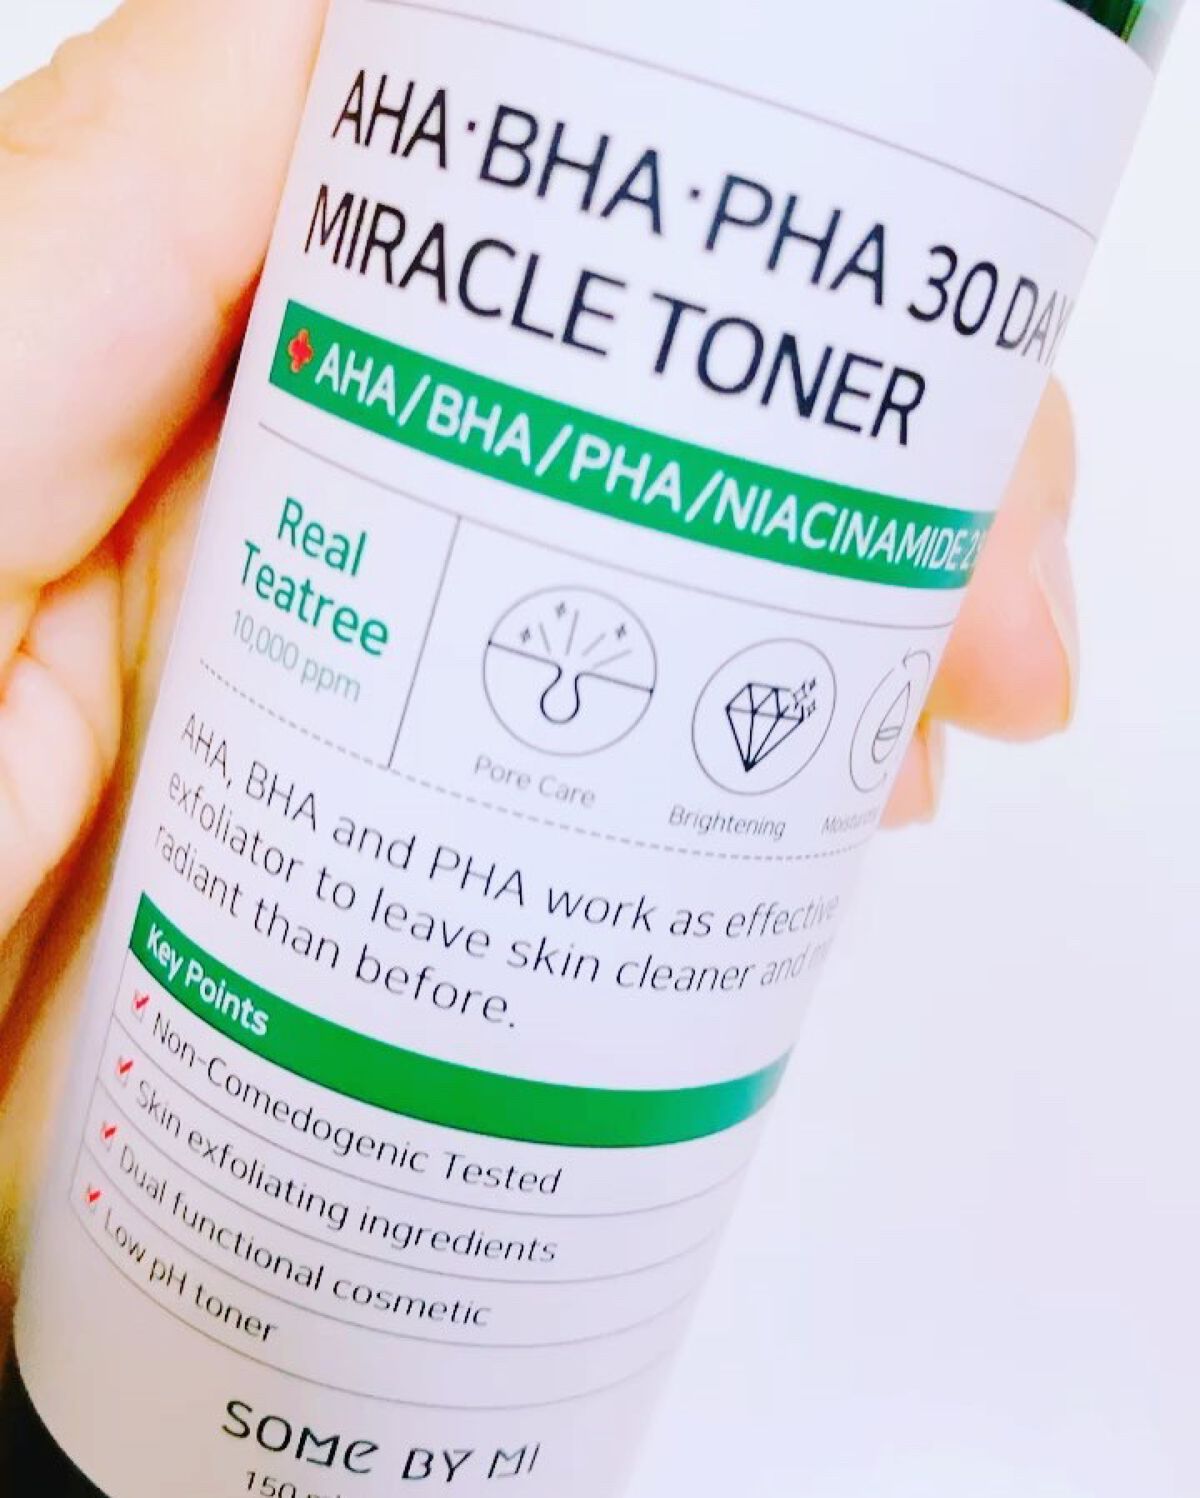 AHA·BHA·PHA 30 DAY
MIRACLE TONER
AHA/BHA/PHA/NIACINAMIDE
Real
Teatree
10,000 ppm
Pore Care
Brightening
AHA, BHA and PHA work as effective
exfoliator to leave skin cleaner and
radiant than before.
Key Points
Non-Comedogenic Tested
Skin exfoliating ingredients
Dual functional cosmetic
Low pH toner
SOME BY MI
150